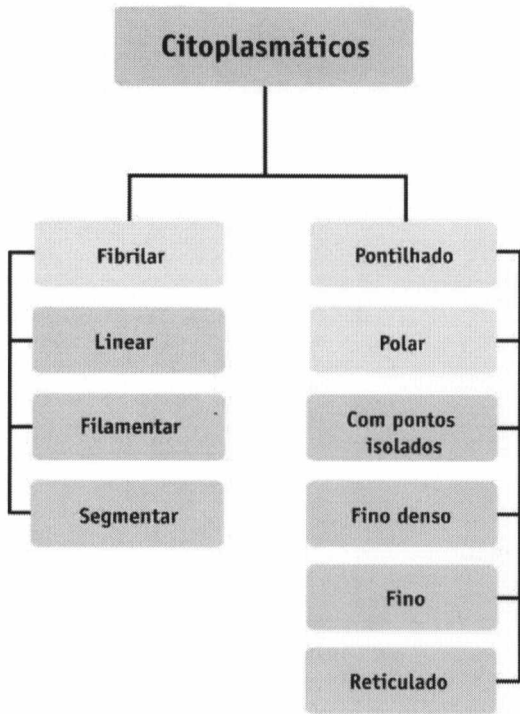 Citoplasmáticos
Fibrilar
Linear
Filamentar
Segmentar
Pontilhado
Polar
Com pontos
isolados
Fino denso
Fino
Reticulado